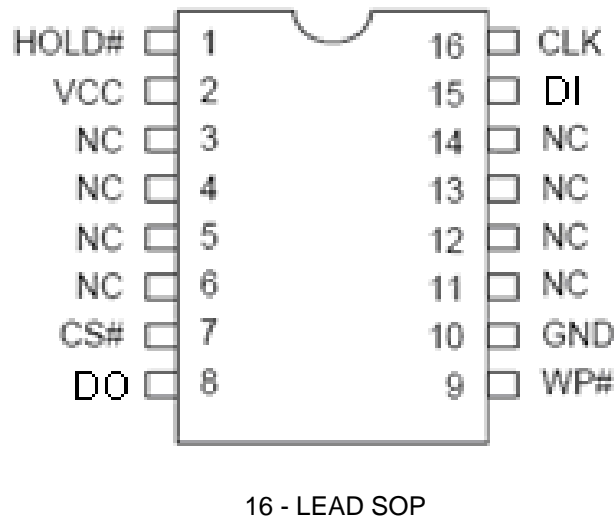 HOLD# 1 16 CLK
VCC 2 15 DI
NC 3 14 NC
NC 4 13 NC
NC 5 12 NC
NC 6 11 NC
CS# 7 10 GND
DO 8 9 WP#
16 - LEAD SOP